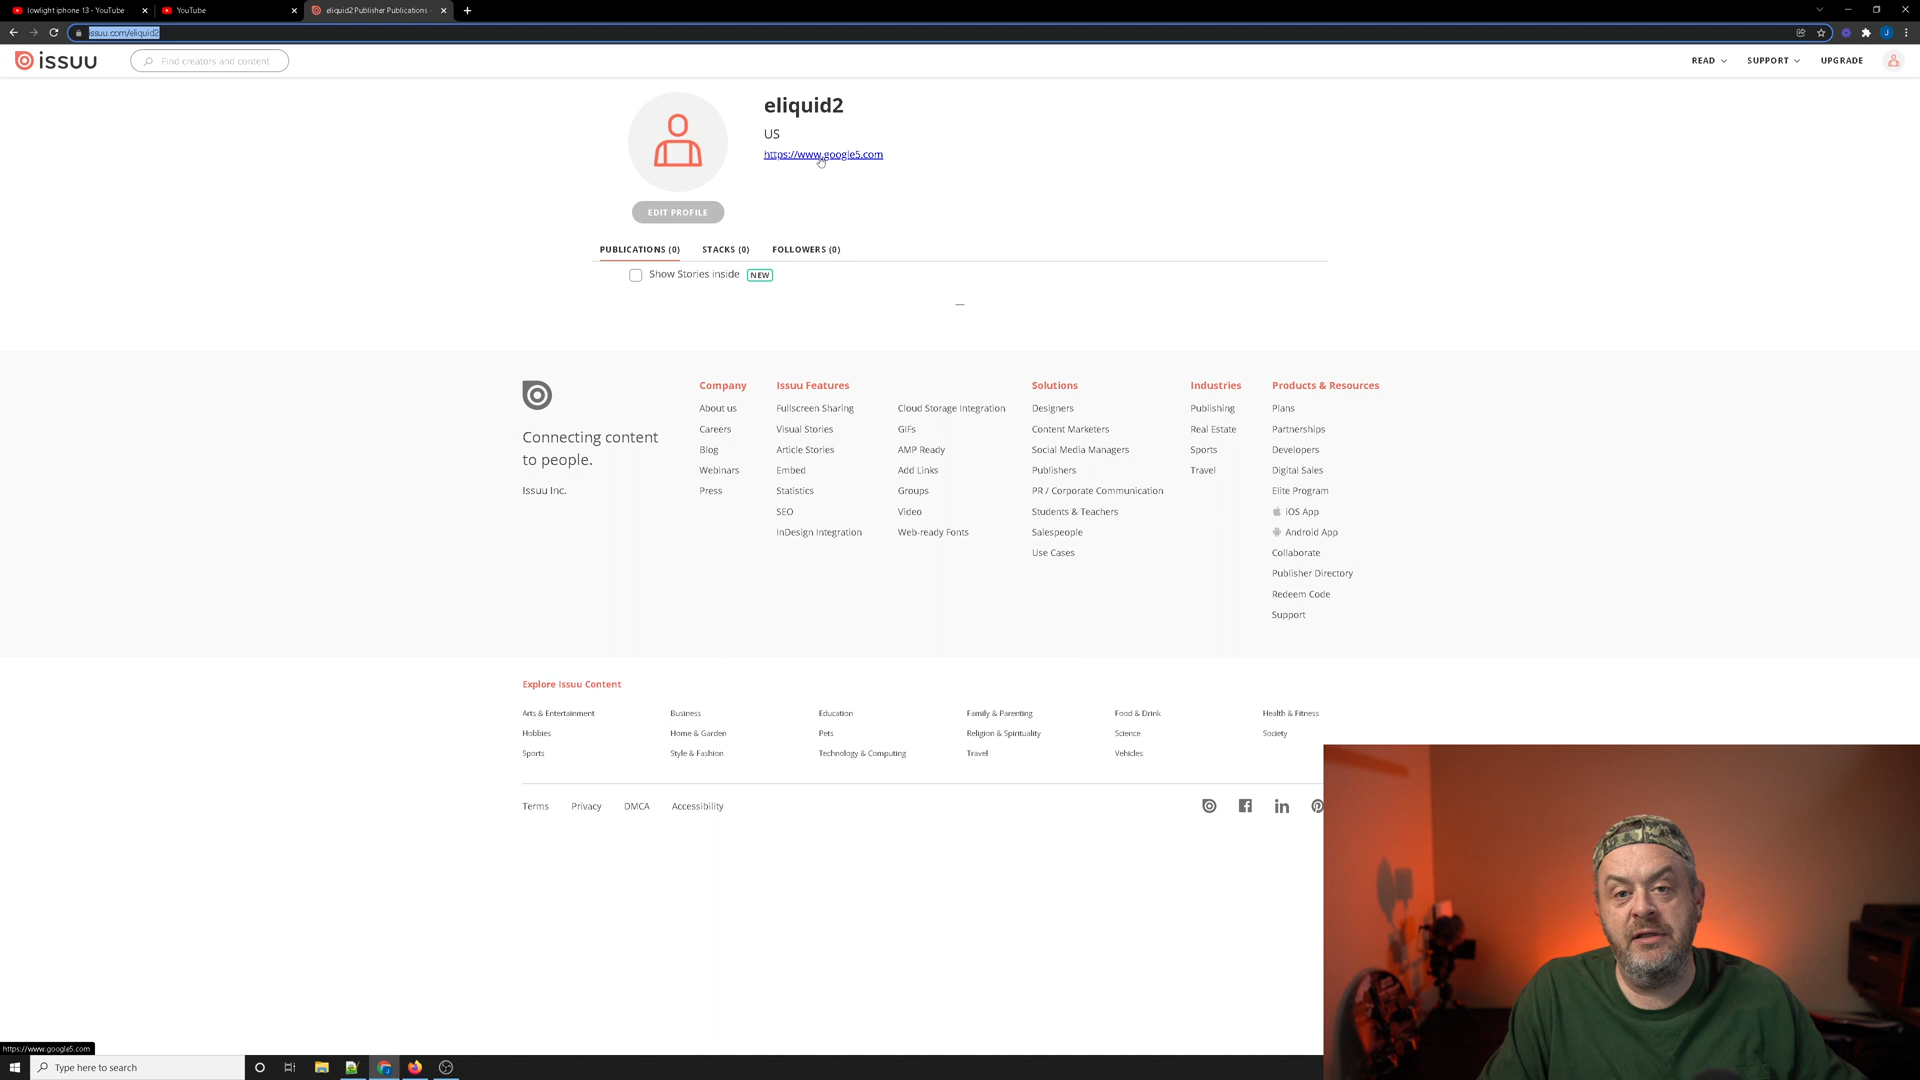 lowlight iphone 13 - YouTube
YouTube
eliquid2 Publisher Publications -
issuu.com/eliquid2
J
issuu
Find creators and content
READ
SUPPORT
UPGRADE
eliquid2
US
https://www.google5.com
EDIT PROFILE
PUBLICATIONS (0)
STACKS (0)
FOLLOWERS (0)
Show Stories inside
NEW
Connecting content
to people.
Issuu Inc.
Company
About us
Careers
Blog
Webinars
Press
Issuu Features
Fullscreen Sharing
Visual Stories
Article Stories
Embed
Statistics
SEO
InDesign Integration
Cloud Storage Integration
GIFs
AMP Ready
Add Links
Groups
Video
Web-ready Fonts
Solutions
Designers
Content Marketers
Social Media Managers
Publishers
PR / Corporate Communication
Students & Teachers
Salespeople
Use Cases
Industries
Publishing
Real Estate
Sports
Travel
Products & Resources
Plans
Partnerships
Developers
Digital Sales
Elite Program
iOS App
Android App
Collaborate
Publisher Directory
Redeem Code
Support
Explore Issuu Content
Arts & Entertainment
Business
Education
Family & Parenting
Food & Drink
Health & Fitness
Hobbies
Home & Garden
Pets
Religion & Spirituality
Science
Society
Sports
Style & Fashion
Technology & Computing
Travel
Vehicles
Terms
Privacy
DMCA
Accessibility
https://www.google5.com
Type here to search